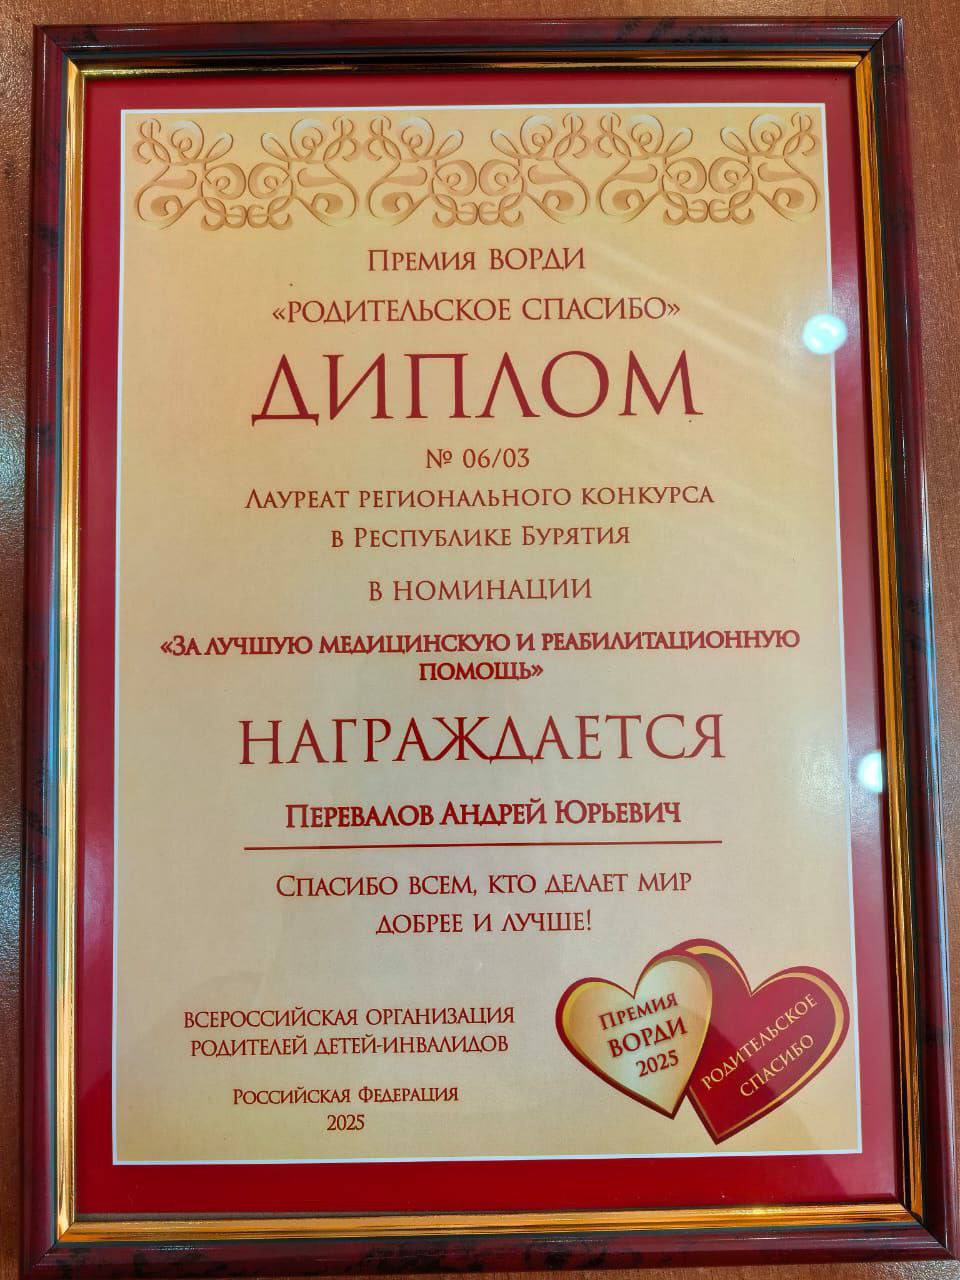 Премия ВОРДИ
«РОДИТЕЛЬСКОЕ СПАСИБО»
ДИПЛОМ
№ 06/03
Лауреат регионального конкурса
в Республике Бурятия
в номинации
«За лучшую медицинскую и реабилитационную
помощь»
НАГРАЖДАЕТСЯ
Перевалов Андрей Юрьевич
Спасибо всем, кто делает мир
добрее и лучше!
ВСЕРОССИЙСКАЯ ОРГАНИЗАЦИЯ
РОДИТЕЛЕЙ ДЕТЕЙ-ИНВАЛИДОВ
Российская Федерация
2025
Премия
ВОРДИ
2025
РОДИТЕЛЬСКОЕ
СПАСИБО